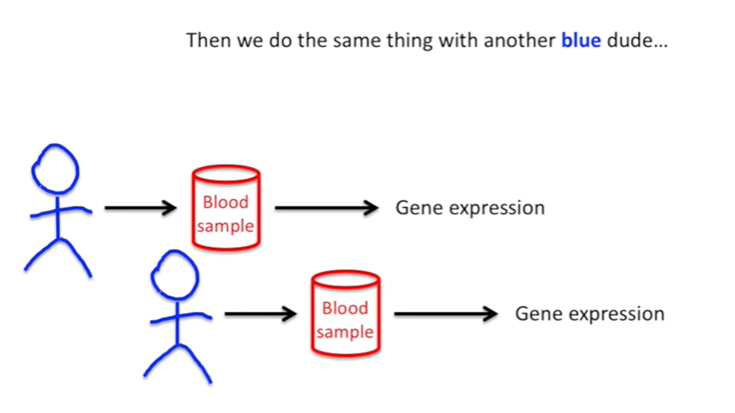 Then we do the same thing with another blue dude...
Blood
sample
Gene expression
Blood
sample
Gene expression